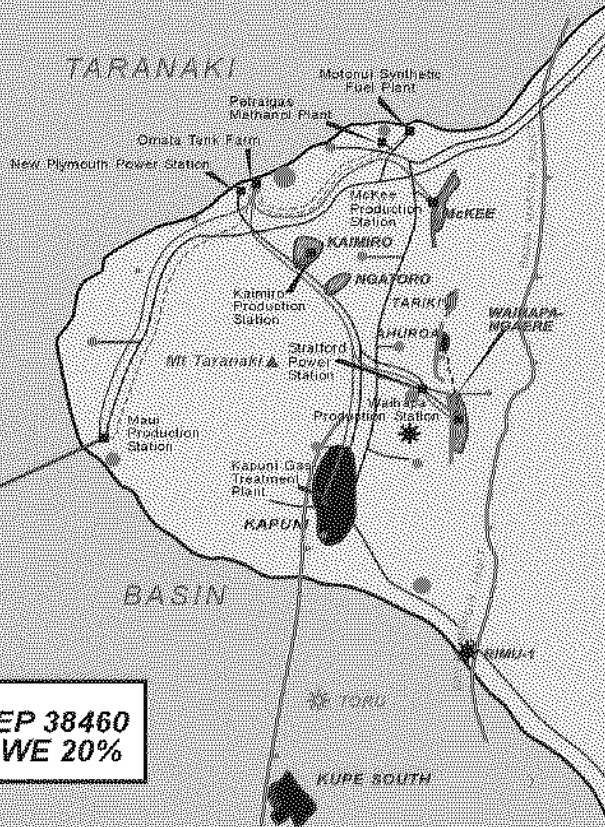 TARANAKI
Motonui Synthetic
Fuel Plant
Petralgas
Methanol Plant
Omata Tank Farm
New Plymouth Power Station
McKee
Production
Station
McKEE
KAIMIRO
NGATORO
Kaimiro
Production
Station
TARIKI
AHUROA
WAIHAPA-
NGAERE
Mt Taranaki
Stratford
Power
Station
Waihapa
Production Station
Maui
Production
Station
Kapuni Gas
Treatment
Plant
KAPUNI
BASIN
RIMU-1
EP 38460
WE 20%
TORU
KUPE SOUTH